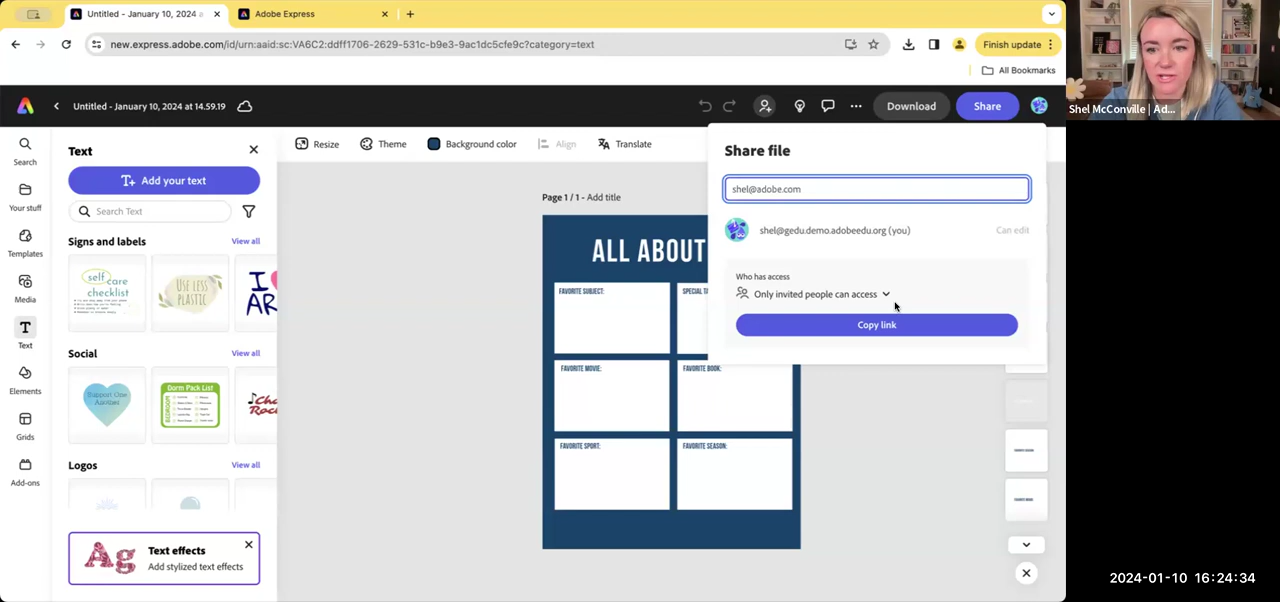 Untitled - January 10, 2024 a
Adobe Express
new.express.adobe.com/id/urn:aaid:sc:VA6C2:ddff1706-2629-531c-b9e3-9ac1dc5cfe9c?category=text
Finish update
All Bookmarks
Shel McConville | Ad...
Untitled - January 10, 2024 at 14.59.19
Download
Share
Search
Your stuff
Templates
Media
Text
Elements
Grids
Add-ons
Text
Add your text
Search Text
Signs and labels
View all
self care checklist
USE LESS PLASTIC
I
AR
Social
View all
Support One Another
Dorm Pack List
Logos
View all
Ag
Text effects
Add stylized text effects
Resize
Theme
Background color
Align
Translate
Page 1 / 1 - Add title
ALL ABOUT
FAVORITE SUBJECT:
SPECIAL TA
FAVORITE MOVIE:
FAVORITE BOOK:
FAVORITE SPORT:
FAVORITE SEASON:
Share file
shel@adobe.com
shel@gedu.demo.adobeedu.org (you)
Can edit
Who has access
Only invited people can access
Copy link
2024-01-10 16:24:34